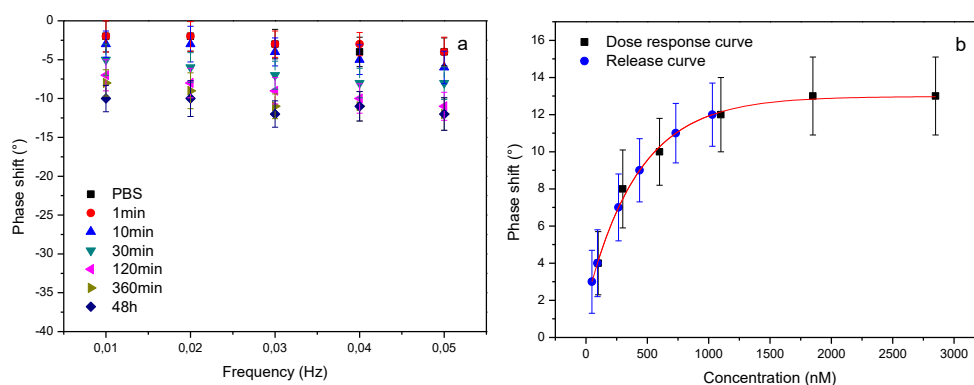 0
-5
-10
-15
-20
-25
-30
-35
-40
Phase shift (°)
a
PBS
1min
10min
30min
120min
360min
48h
0,01 0,02 0,03 0,04 0,05
Frequency (Hz)
16
14
12
10
8
6
4
2
0
Phase shift (°)
b
Dose response curve
Release curve
0 500 1000 1500 2000 2500 3000
Concentration (nM)